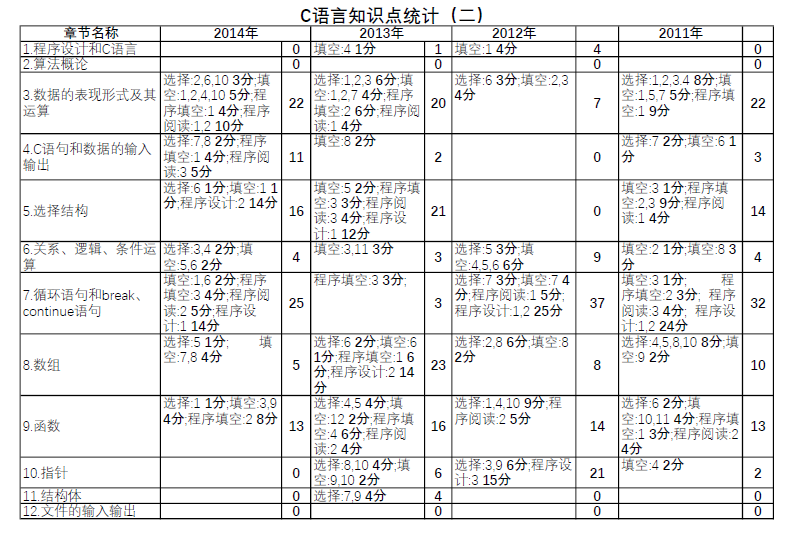 C语言知识点统计（二）
章节名称 2014年 2013年 2012年 2011年
1.程序设计和C语言 0 填空:4 1分 1 填空:1 4分 4 0
2.算法概论 0 0 0 0
3.数据的表现形式及其
运算
选择:2,6,10 3分;填
空:1,2,4,10 5分;程
序填空:1 4分;程序
阅读:1,2 10分
22
选择:1,2,3 6分;填
空:1,2,7 4分;程序
填空:2 6分;程序阅
读:1 4分
20
选择:6 3分;填空:2,3
4分
7
选择:1,2,3,4 8分;填
空:1,5,7 5分;程序填
空:1 9分
22
4.C语句和数据的输入
输出
选择:7,8 2分,程序
填空:1 4分;程序阅
读:3 5分
11
填空:8 2分
2
0
选择:7 2分;填空:6 1
分
3
5.选择结构
选择:6 1分;填空:1 1
分;程序设计:2 14分
16
填空:5 2分;程序填
空:3 3分;程序阅
读:3 4分;程序设
计:1 12分
21
0
填空:3 1分;程序填
空:2,3 9分;程序阅
读:1 4分
14
6.关系、逻辑、条件运
算
选择:3,4 2分;填
空:5,6 2分
4
填空:3,11 3分
3
选择:5 3分;填
空:4,5,6 6分
9
填空:2 1分;填空:8 3
分
4
7.循环语句和break、
continue语句
填空:1,6 2分;程序
填空:3 4分;程序阅
读:2 5分;程序设
计:1 14分
25
程序填空:3 3分;
3
选择:7 3分;填空:7 4
分;程序阅读:1 5分;
程序设计:1,2 25分
37
填空:3 1分; 程
序填空:2 3分; 程序
阅读:3 4分; 程序设
计:1,2 24分
32
8.数组
选择:5 1分; 填
空:7,8 4分
5
选择:6 2分;填空:6
1分;程序填空:1 6
分;程序设计:2 14
分
23
选择:2,8 6分;填空:8
2分
8
选择:4,5,8,10 8分;填
空:9 2分
10
9.函数
选择:1 1分;填空:3,9
4分;程序填空:2 8分
13
选择:4,5 4分;填
空:12 2分;程序填
空:4 6分;程序阅
读:2 4分
16
选择:1,4,10 9分;程
序阅读:2 5分
14
选择:6 2分;填
空:10,11 4分;程序填
空:1 3分;程序阅读:2
4分
13
10.指针
0
选择:8,10 4分;填
空:9,10 2分
6
选择:3,9 6分;程序设
计:3 15分
21
填空:4 2分
2
11.结构体 0 选择:7,9 4分 4 0 0
12.文件的输入输出 0 0 0 0